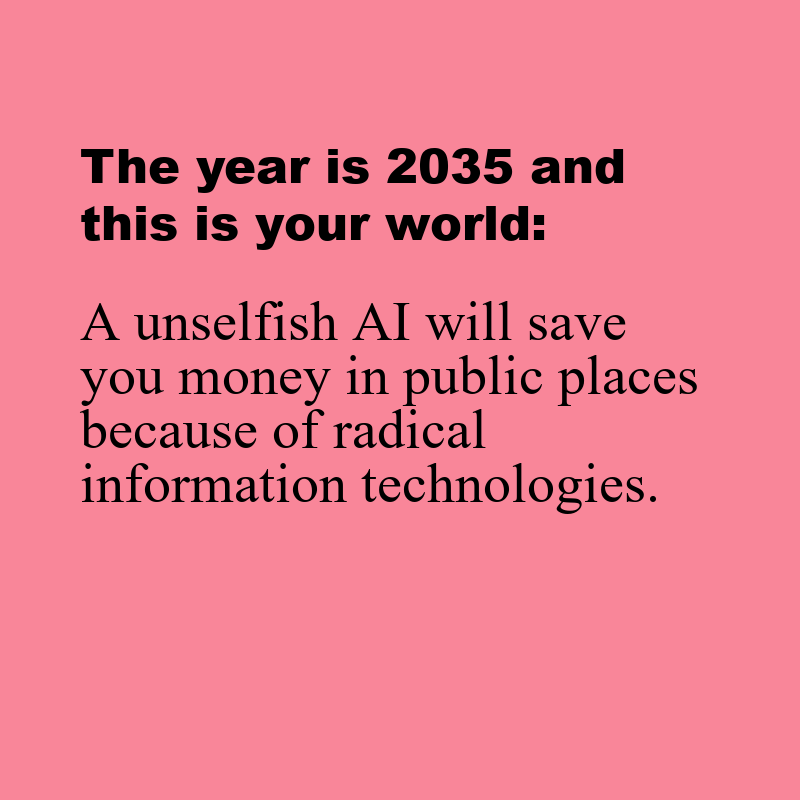 The year is 2035 and
this is your world:
A unselfish AI will save
you money in public places
because of radical
information technologies.